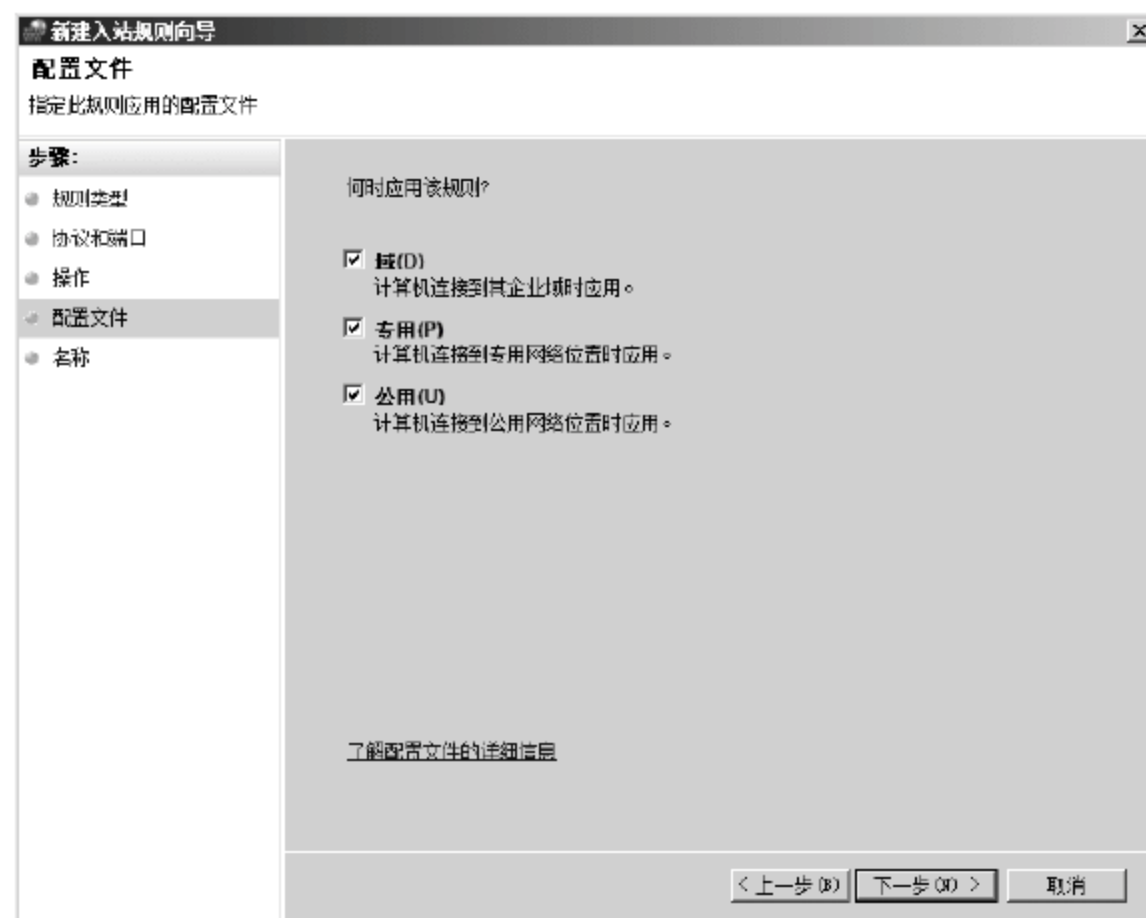 新建入站规则向导
配置文件
指定此规则应用的配置文件
步骤:
规则类型
协议和端口
操作
配置文件
名称
何时应用该规则?
域(D)
计算机连接到其企业域时应用。
专用(P)
计算机连接到专用网络位置时应用。
公用(U)
计算机连接到公用网络位置时应用。
了解配置文件的详细信息
< 上一步(B) 下一步(N) > 取消